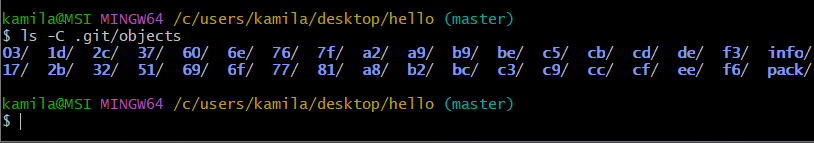 kamila@MSI MINGW64 /c/users/kamila/desktop/hello (master)
$ ls -C .git/objects
03/  1d/  2c/  37/  60/  6e/  76/  7f/  a2/  a9/  b9/  be/  c5/  cb/  cd/  de/  f3/  info/
17/  2b/  32/  51/  69/  6f/  77/  81/  a8/  b2/  bc/  c3/  c9/  cc/  cf/  ee/  f6/  pack/
kamila@MSI MINGW64 /c/users/kamila/desktop/hello (master)
$